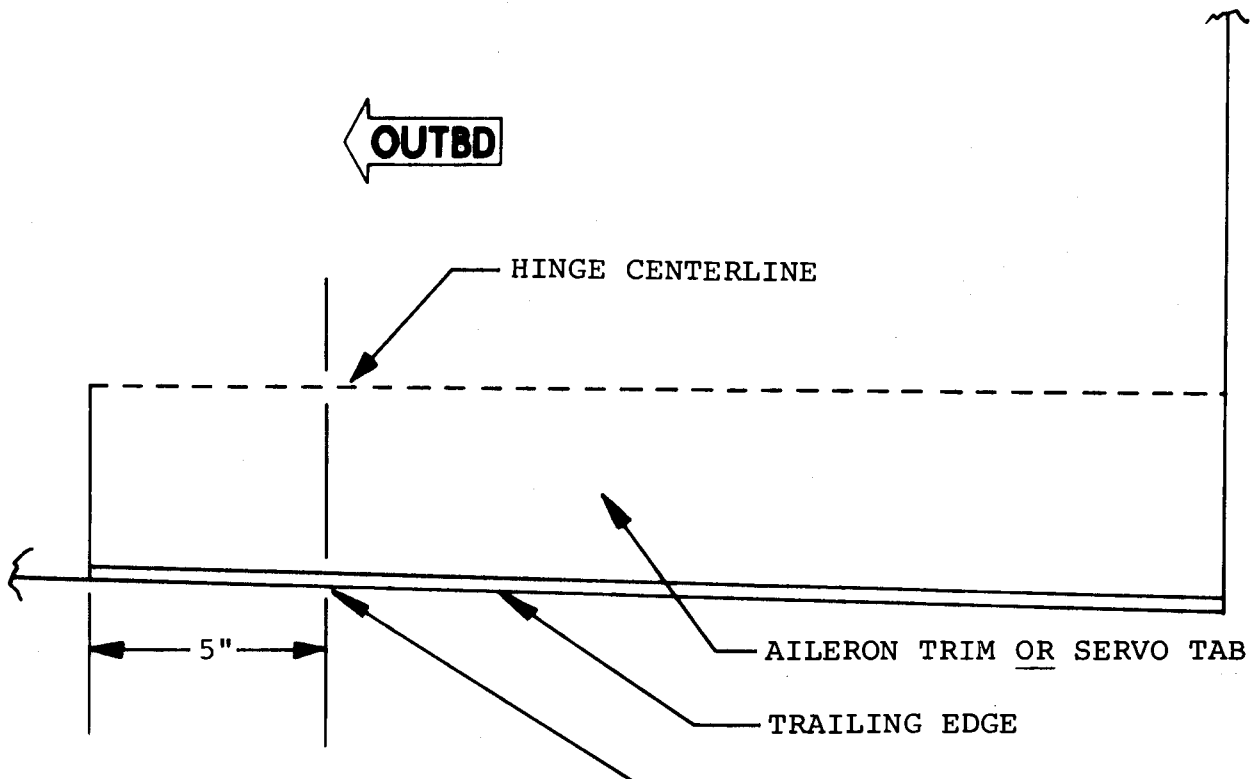 OUTBD
HINGE CENTERLINE
5"
AILERON TRIM OR SERVO TAB
TRAILING EDGE